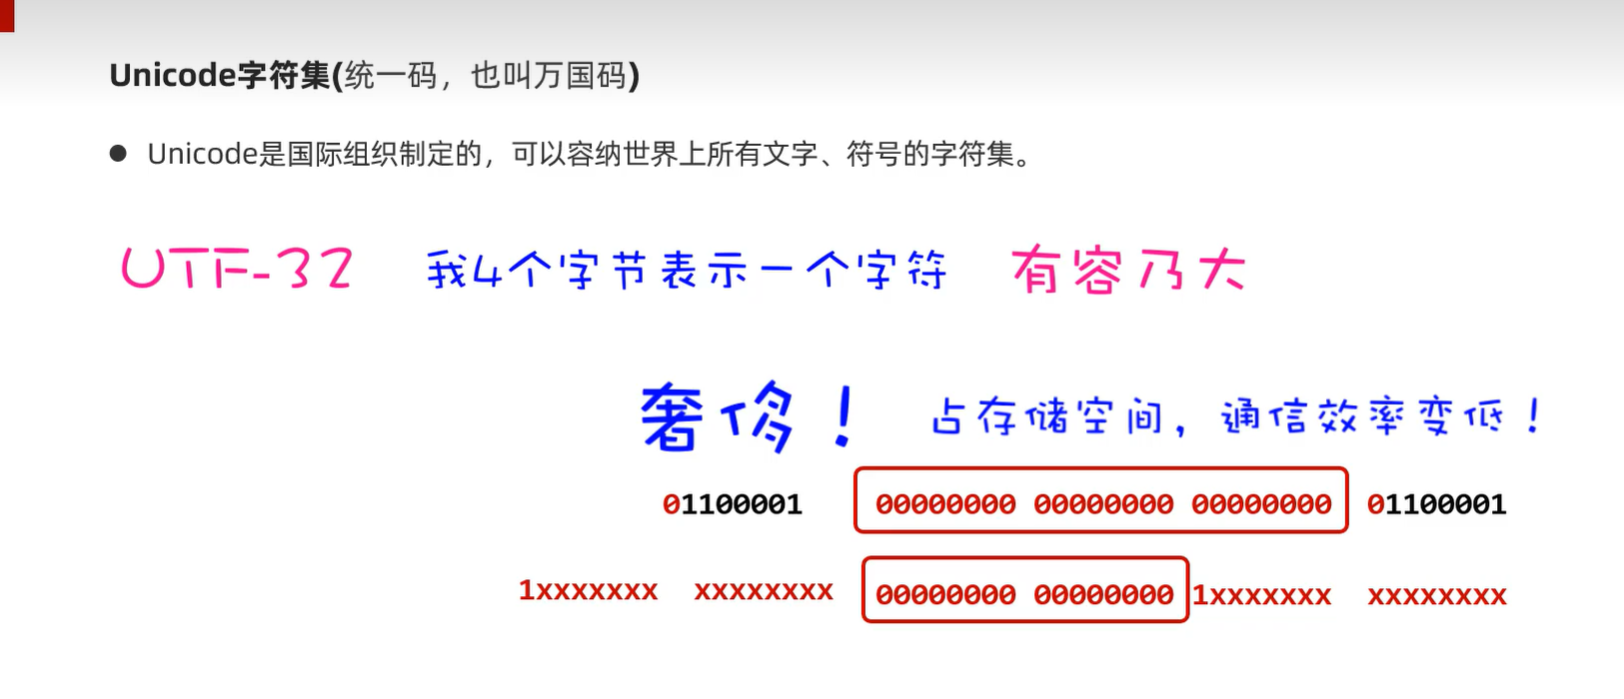 Unicode字符集(统一码，也叫万国码)
● Unicode是国际组织制定的，可以容纳世界上所有文字、符号的字符集。
UTF-32 我4个字节表示一个字符 有容乃大
奢侈！ 占存储空间，通信效率变低！
01100001 00000000 00000000 00000000 01100001
1xxxxxxx xxxxxxxx 00000000 00000000 1xxxxxxx xxxxxxxx